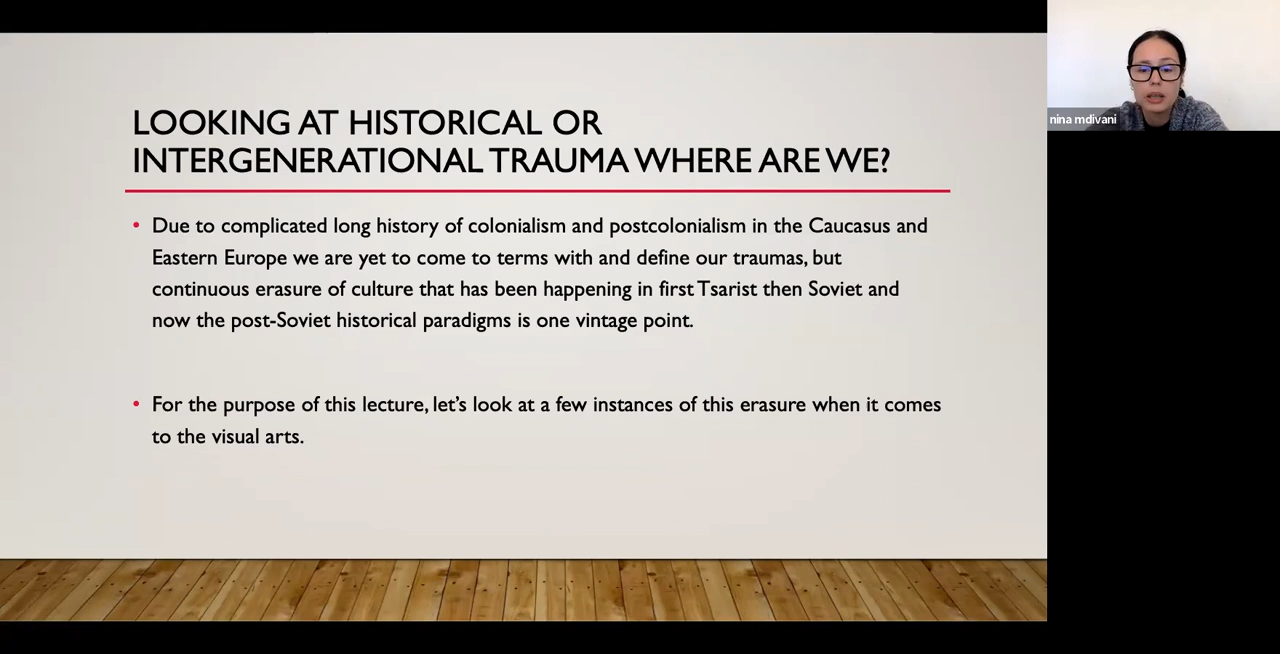 LOOKING AT HISTORICAL OR
INTERGENERATIONAL TRAUMA WHERE ARE WE?
• Due to complicated long history of colonialism and postcolonialism in the Caucasus and
Eastern Europe we are yet to come to terms with and define our traumas, but
continuous erasure of culture that has been happening in first Tsarist then Soviet and
now the post-Soviet historical paradigms is one vintage point.
• For the purpose of this lecture, let's look at a few instances of this erasure when it comes
to the visual arts.
nina mdivani